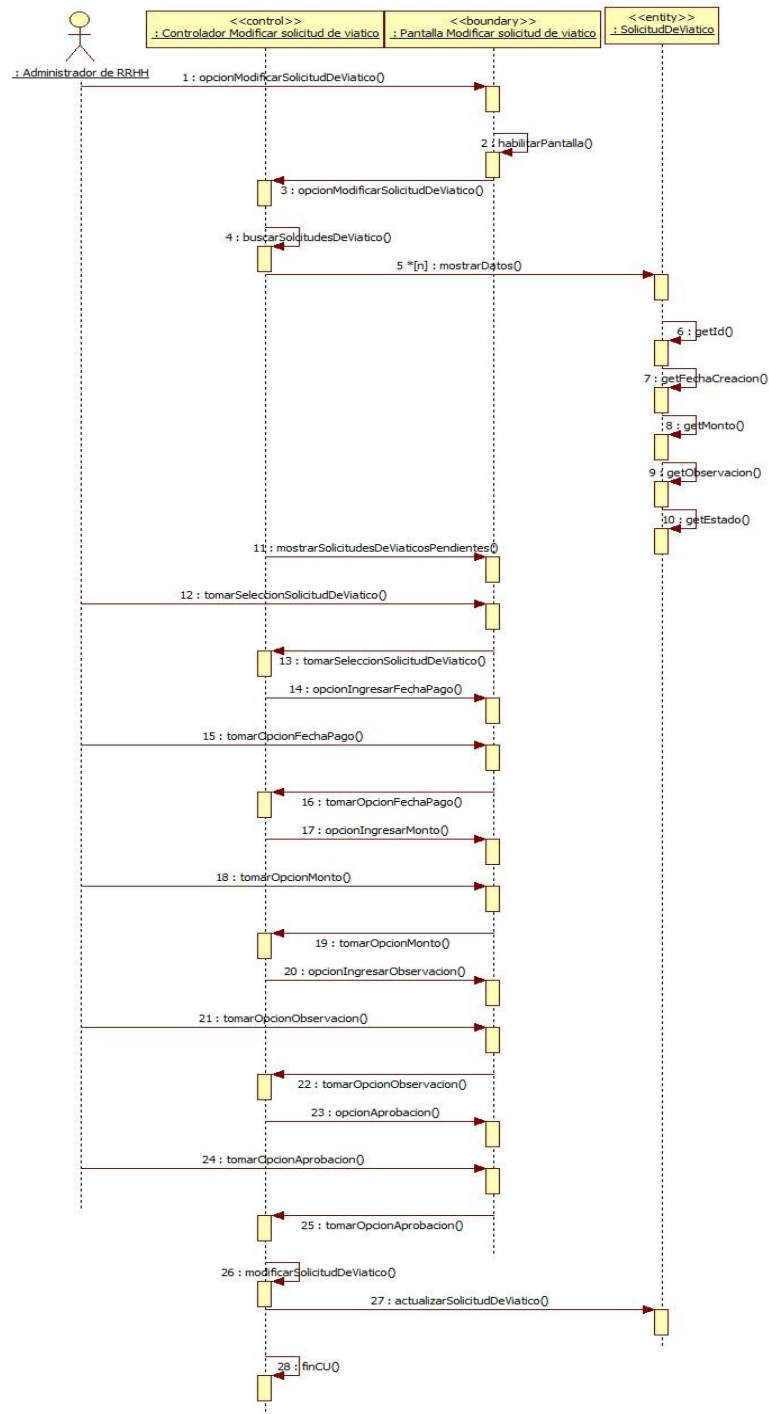 <<control>>
: Controlador Modificar solicitud de viatico
<<boundary>>
: Pantalla Modificar solicitud de viatico
<<entity>>
: SolicitudDeViatico
: Administrador de RRHH
1 : opcionModificarSolicitudDeViatico()
2 : habilitarPantalla()
3 : opcionModificarSolicitudDeViatico()
4 : buscarSolcitudesDeViatico()
5 *[n] : mostrarDatos()
6 : getId()
7 : getFechaCreacion()
8 : getMonto()
9 : getObservacion()
10 : getEstado()
11 : mostrarSolicitudesDeViaticosPendientes()
12 : tomarSeleccionSolicitudDeViatico()
13 : tomarSeleccionSolicitudDeViatico()
14 : opcionIngresarFechaPago()
15 : tomarOpcionFechaPago()
16 : tomarOpcionFechaPago()
17 : opcionIngresarMonto()
18 : tomarOpcionMonto()
19 : tomarOpcionMonto()
20 : opcionIngresarObservacion()
21 : tomarOpcionObservacion()
22 : tomarOpcionObservacion()
23 : opcionAprobacion()
24 : tomarOpcionAprobacion()
25 : tomarOpcionAprobacion()
26 : modificarSolicitudDeViatico()
27 : actualizarSolicitudDeViatico()
28 : finCU()